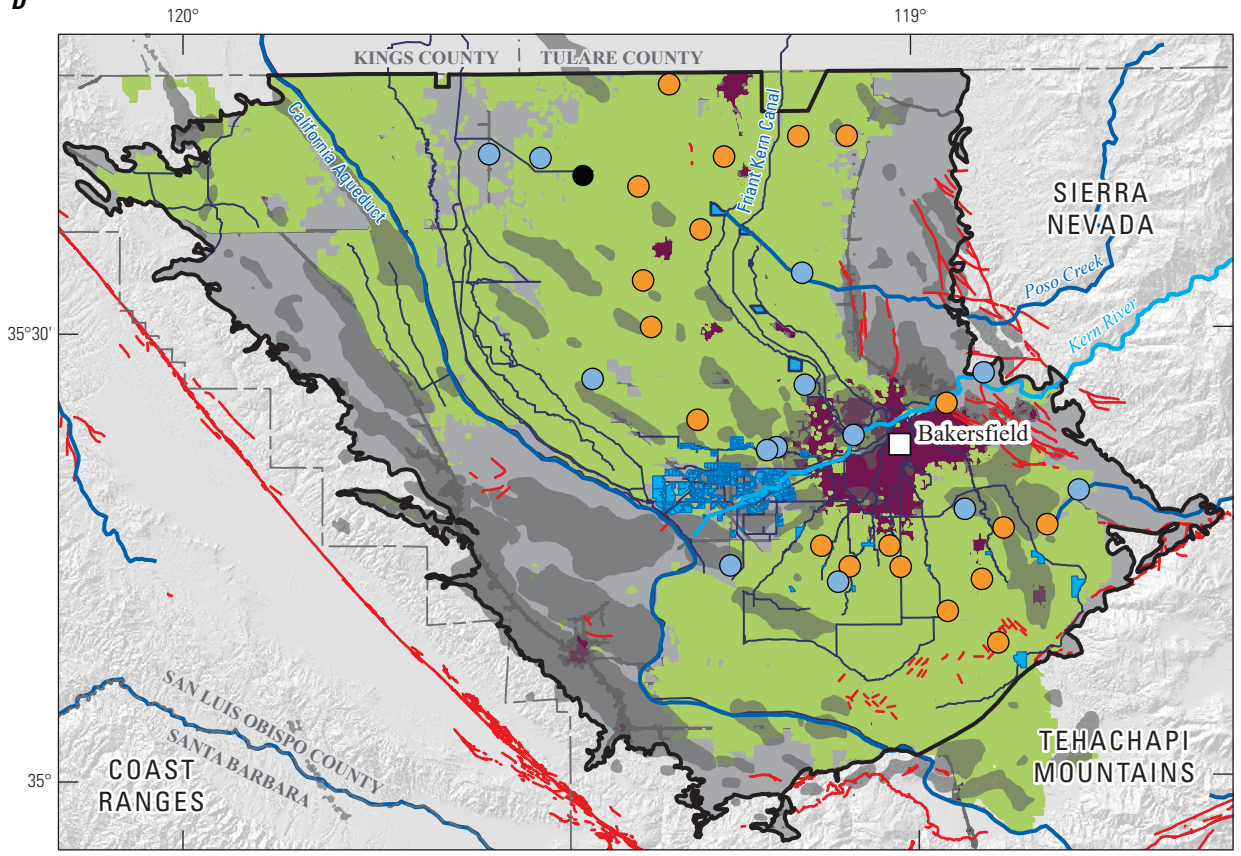 b
120°
119°
KINGS COUNTY
TULARE COUNTY
California Aqueduct
Friant Kern Canal
SIERRA
NEVADA
Poso Creek
35°30'
Kern River
Bakersfield
SAN LUIS OBISPO COUNTY
SANTA BARBARA
COAST
RANGES
TEHACHAPI
MOUNTAINS
35°